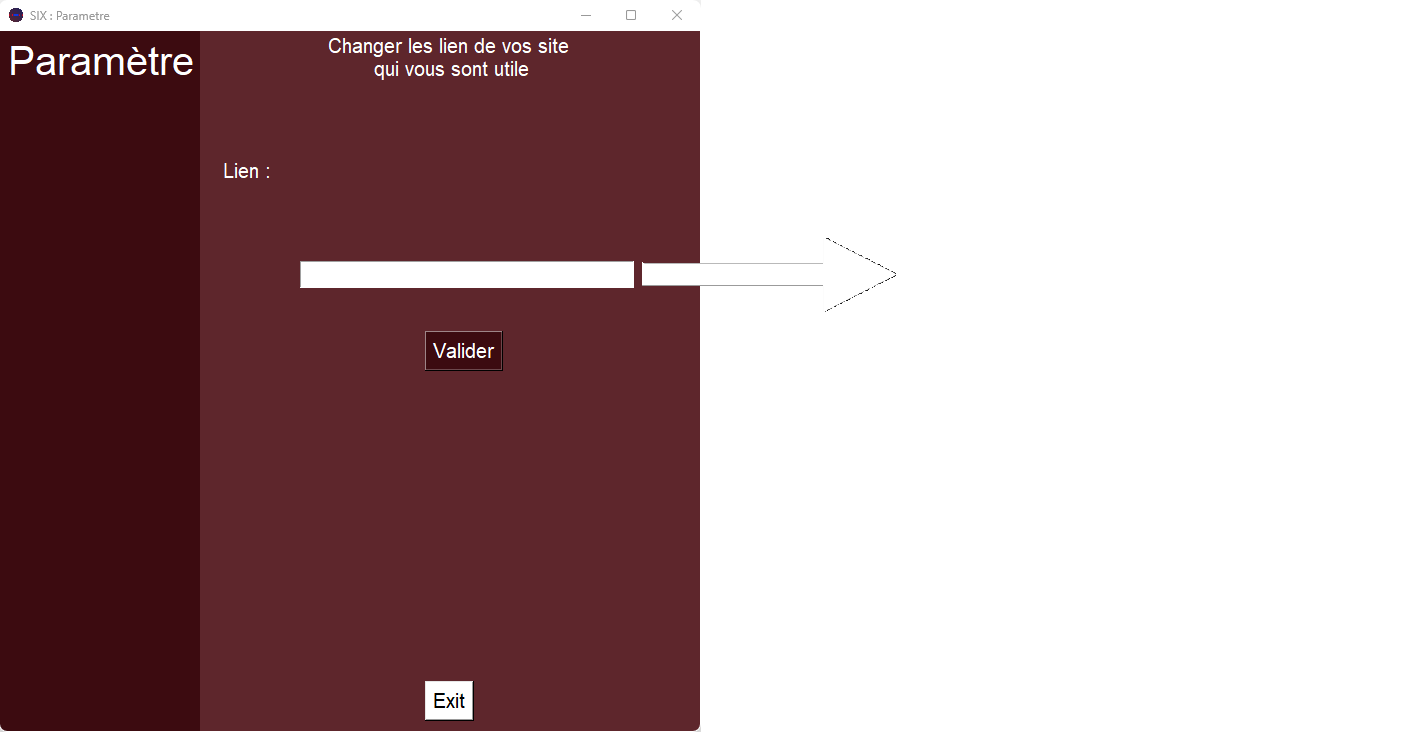 SIX : Parametre
Paramètre
Changer les lien de vos site
qui vous sont utile
Lien :
Valider
Exit